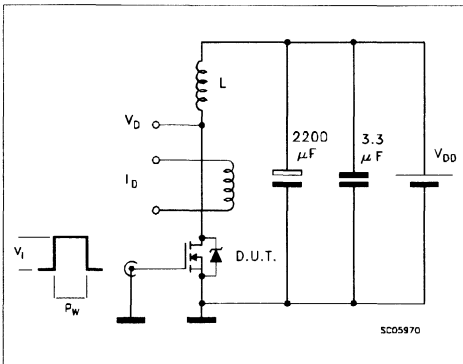 L
V_D
2200
μF
3.3
μF
V_DD
I_D
V_i
D.U.T.
P_W
SC05970